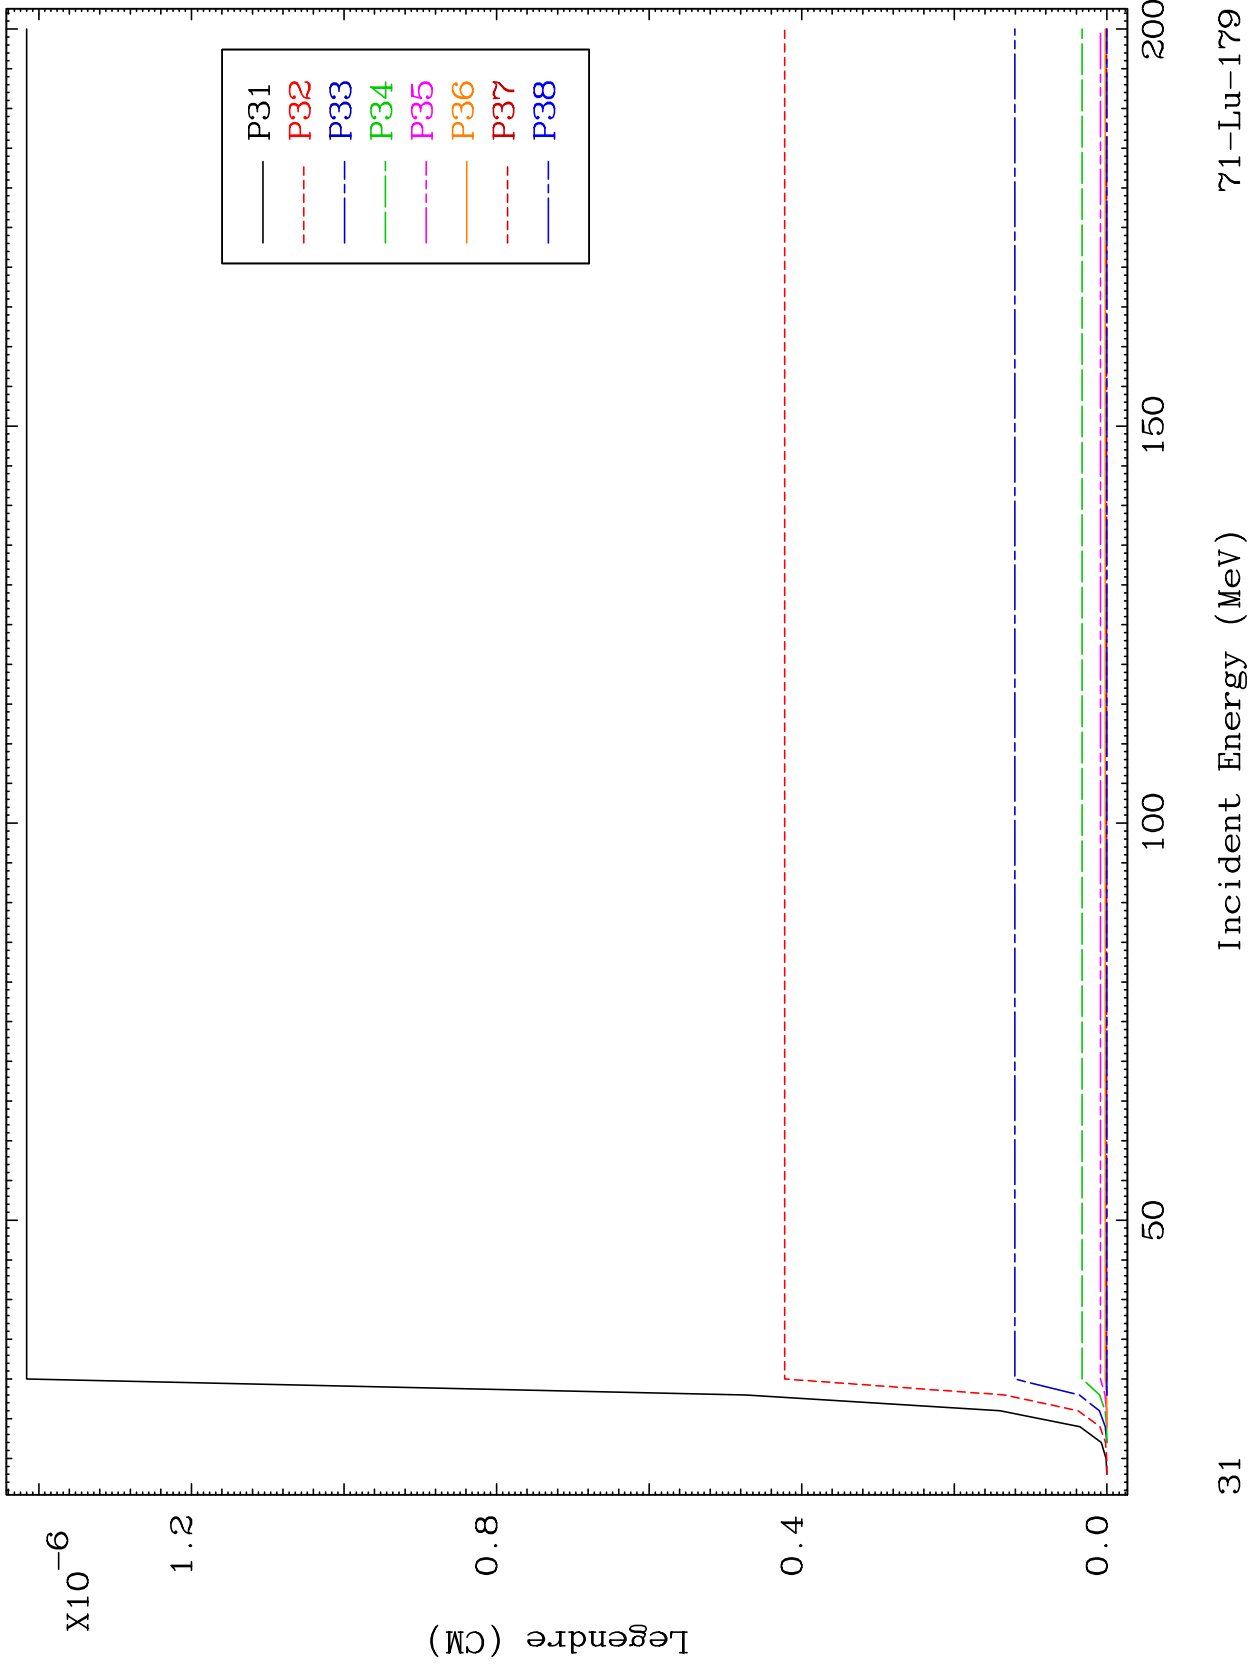 X10-6
1.2
0.8
0.4
0.0
Legendre (CM)
P31
P32
P33
P34
P35
P36
P37
P38
50
100
150
200
Incident Energy (MeV)
31
71-Lu-179